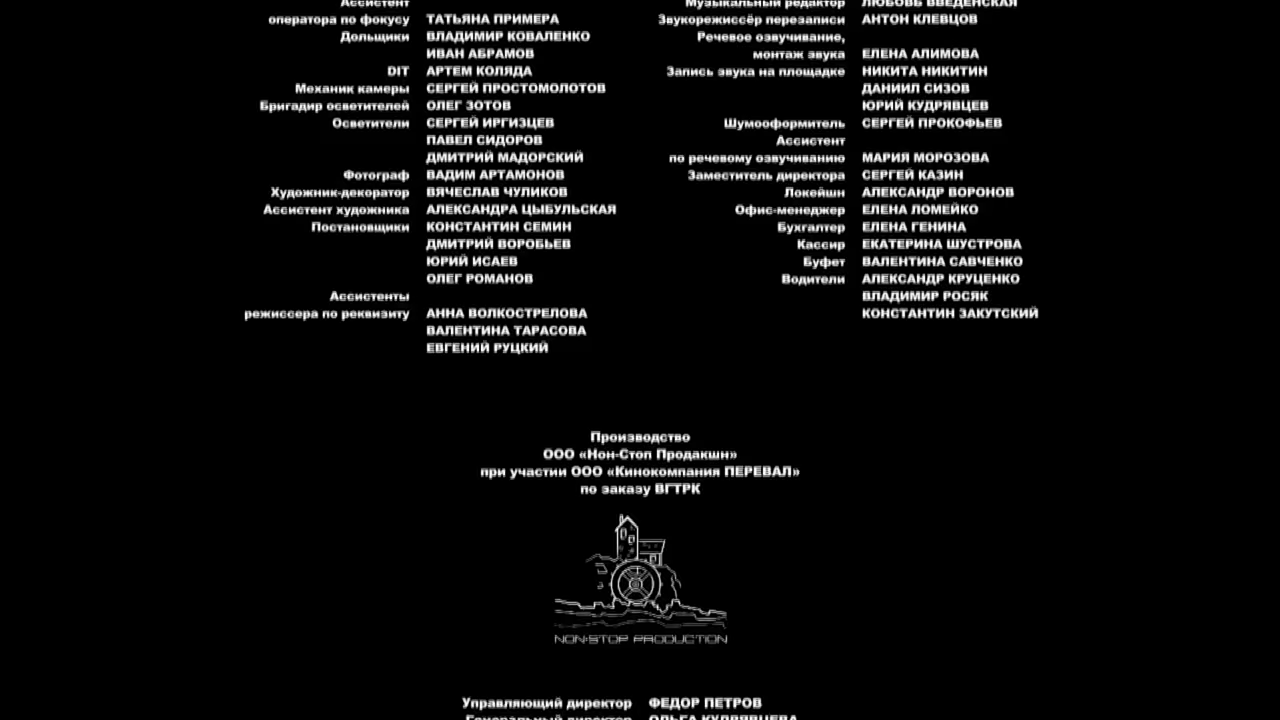 Ассистент
оператора по фокусу ТАТЬЯНА ПРИМЕРА
Дольщики ВЛАДИМИР КОВАЛЕНКО
ИВАН АБРАМОВ
DIT АРТЕМ КОЛЯДА
Механик камеры СЕРГЕЙ ПРОСТОМОЛОТОВ
Бригадир осветителей ОЛЕГ ЗОТОВ
Осветители СЕРГЕЙ ИРГИЗЦЕВ
ПАВЕЛ СИДОРОВ
ДМИТРИЙ МАДОРСКИЙ
Фотограф ВАДИМ АРТАМОНОВ
Художник-декоратор ВЯЧЕСЛАВ ЧУЛИКОВ
Ассистент художника АЛЕКСАНДРА ЦЫБУЛЬСКАЯ
Постановщики КОНСТАНТИН СЕМИН
ДМИТРИЙ ВОРОБЬЕВ
ЮРИЙ ИСАЕВ
ОЛЕГ РОМАНОВ
Ассистенты
режиссера по реквизиту АННА ВОЛКОСТРЕЛОВА
ВАЛЕНТИНА ТАРАСОВА
ЕВГЕНИЙ РУЦКИЙ
Музыкальный редактор ЛЮБОВЬ ВВЕДЕНСКАЯ
Звукорежиссёр перезаписи АНТОН КЛЕВЦОВ
Речевое озвучивание,
монтаж звука ЕЛЕНА АЛИМОВА
Запись звука на площадке НИКИТА НИКИТИН
ДАНИИЛ СИЗОВ
ЮРИЙ КУДРЯВЦЕВ
Шумооформитель СЕРГЕЙ ПРОКОФЬЕВ
Ассистент
по речевому озвучиванию МАРИЯ МОРОЗОВА
Заместитель директора СЕРГЕЙ КАЗИН
Локейшн АЛЕКСАНДР ВОРОНОВ
Офис-менеджер ЕЛЕНА ЛОМЕЙКО
Бухгалтер ЕЛЕНА ГЕНИНА
Кассир ЕКАТЕРИНА ШУСТРОВА
Буфет ВАЛЕНТИНА САВЧЕНКО
Водители АЛЕКСАНДР КРУЦЕНКО
ВЛАДИМИР РОСЯК
КОНСТАНТИН ЗАКУТСКИЙ
Производство
ООО «Нон-Стоп Продакшн»
при участии ООО «Кинокомпания ПЕРЕВАЛ»
по заказу ВГТРК
NON·STOP PRODUCTION
Управляющий директор ФЕДОР ПЕТРОВ
Генеральный директор ОЛЬГА КУДРЯВЦЕВА